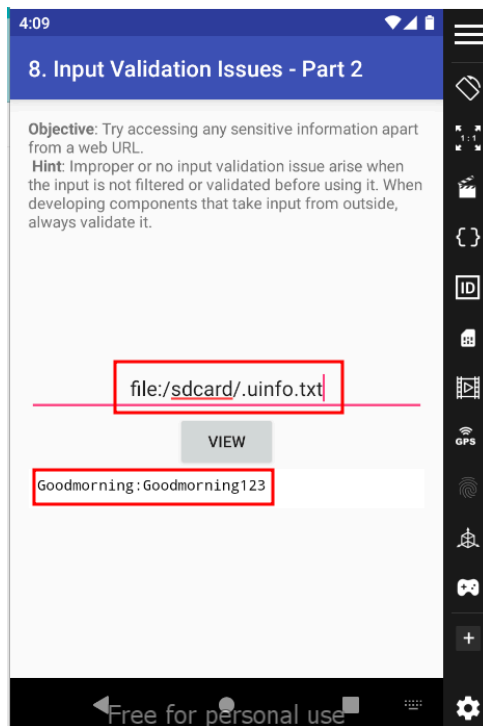 4:09
8. Input Validation Issues - Part 2
Objective: Try accessing any sensitive information apart
from a web URL.
Hint: Improper or no input validation issue arise when
the input is not filtered or validated before using it. When
developing components that take input from outside,
always validate it.
file:/sdcard/.uinfo.txt
VIEW
Goodmorning:Goodmorning123
1:1
{}
ID
GPS
Free for personal use